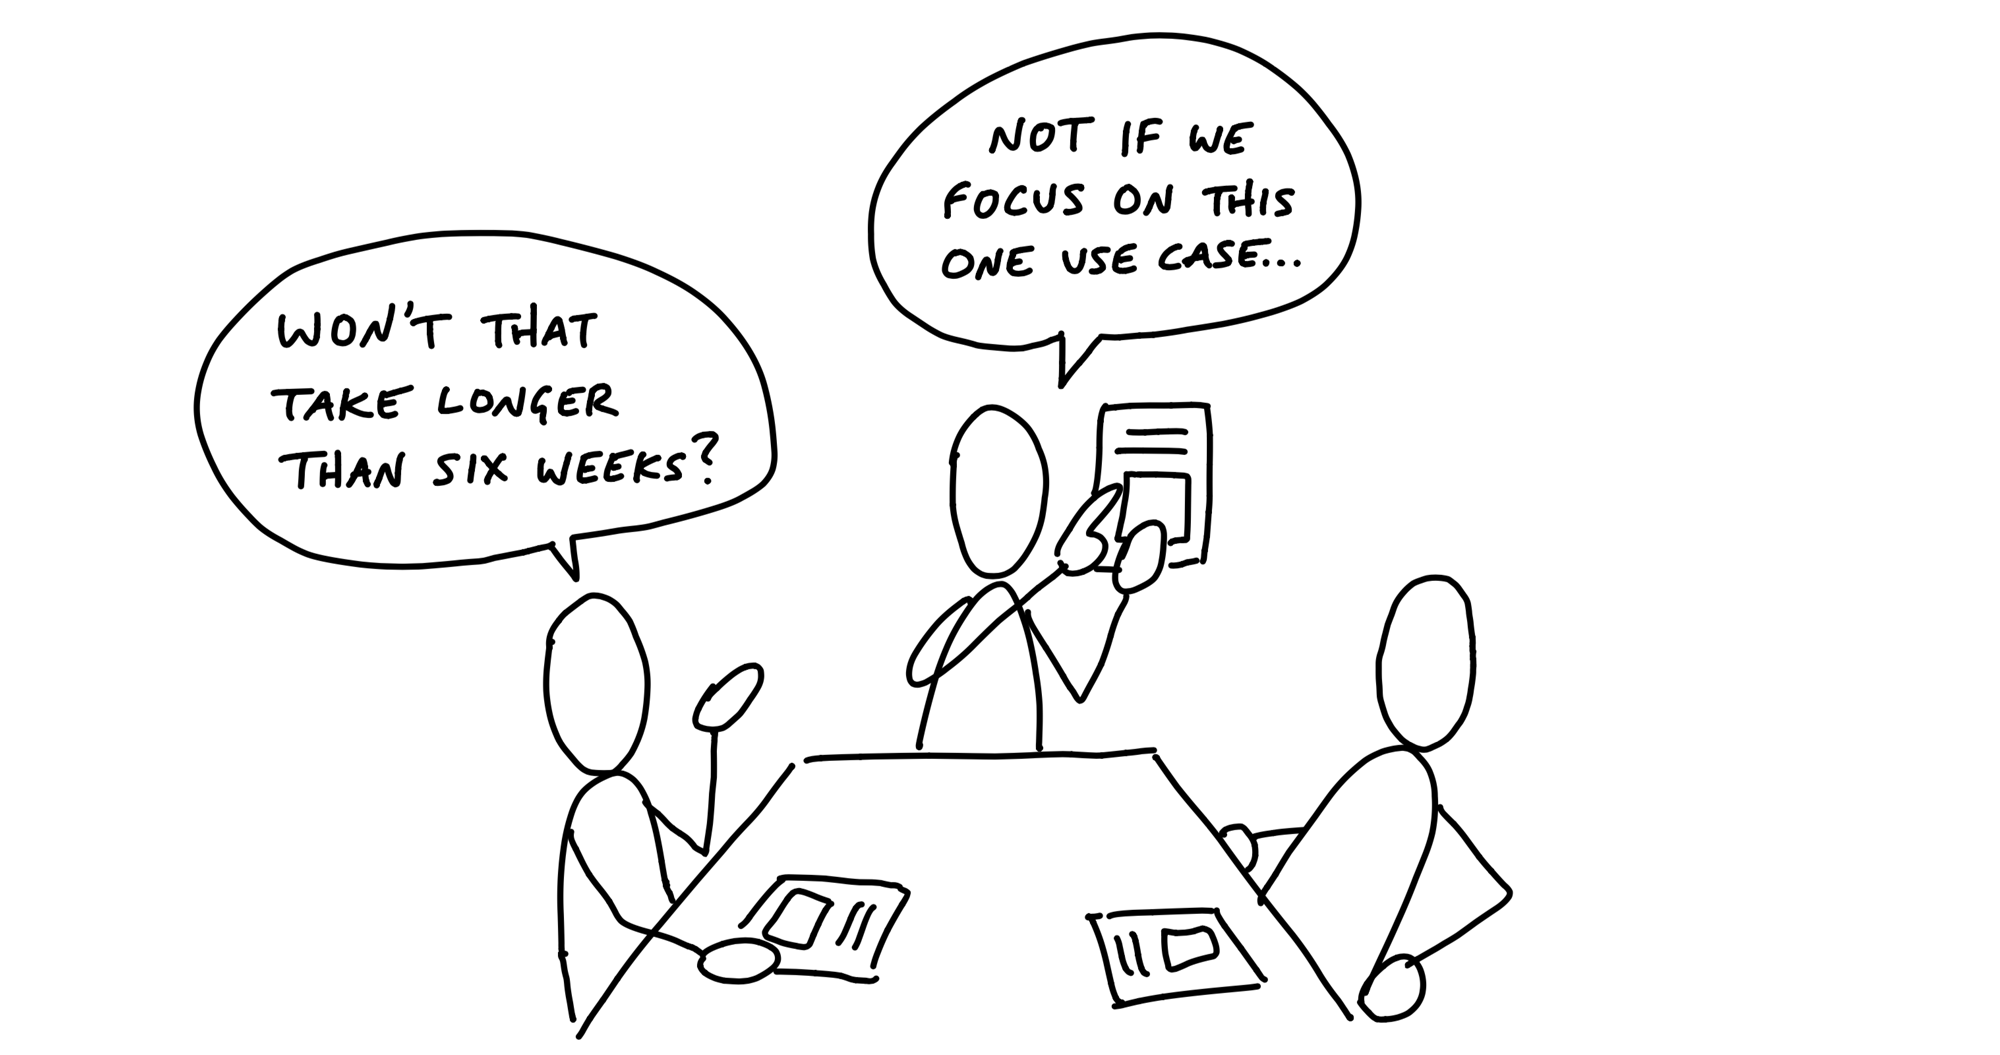 WON'T THAT
TAKE LONGER
THAN SIX WEEKS?
NOT IF WE
FOCUS ON THIS
ONE USE CASE...